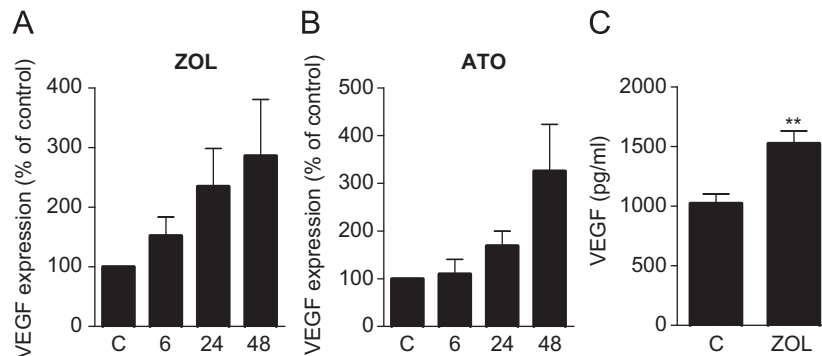 A
ZOL
VEGF expression (% of control)
400
300
200
100
0
C 6 24 48
B
ATO
VEGF expression (% of control)
500
400
300
200
100
0
C 6 24 48
C
VEGF (pg/ml)
2000
1500
1000
500
0
**
C ZOL